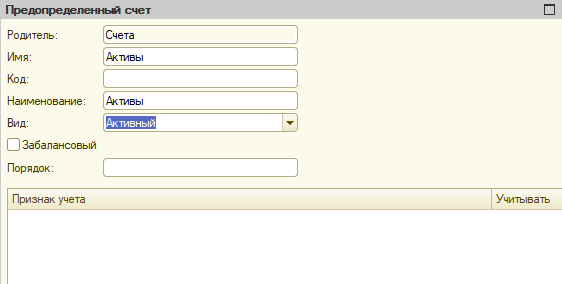 Предопределенный счет
Родитель: Счета
Имя: Активы
Код:
Наименование: Активы
Вид: Активный
Забалансовый
Порядок:
Признак учета Учитывать